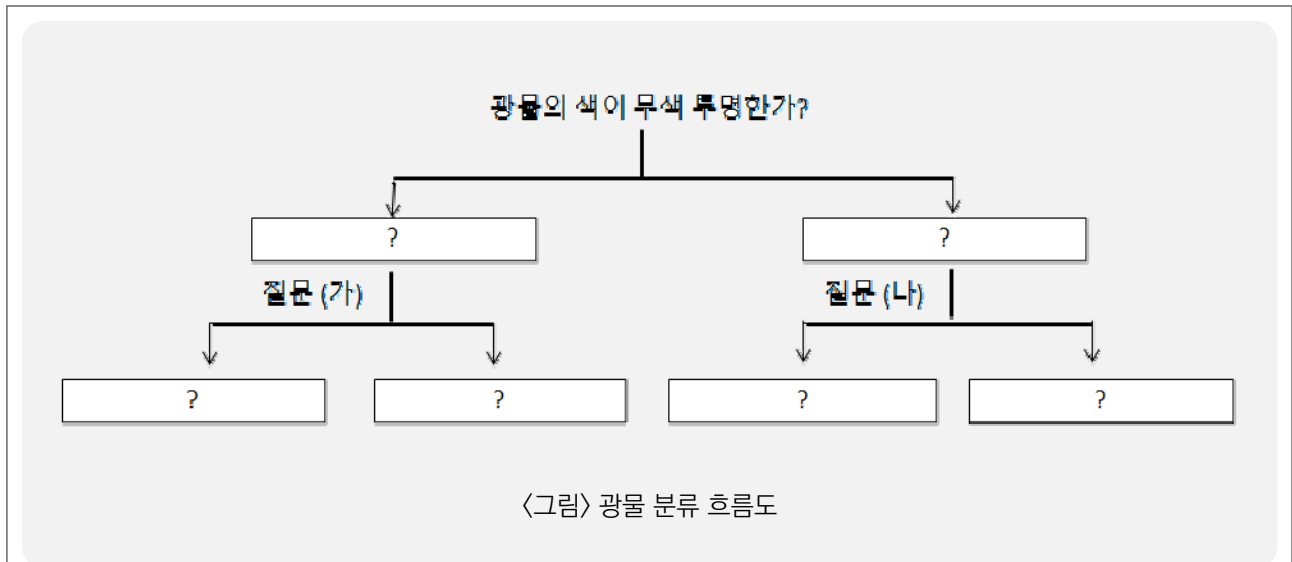 광물의 색이 무색 투명한가?
? ?
질문 (가) 질문 (나)
? ? ? ?
〈그림〉 광물 분류 흐름도